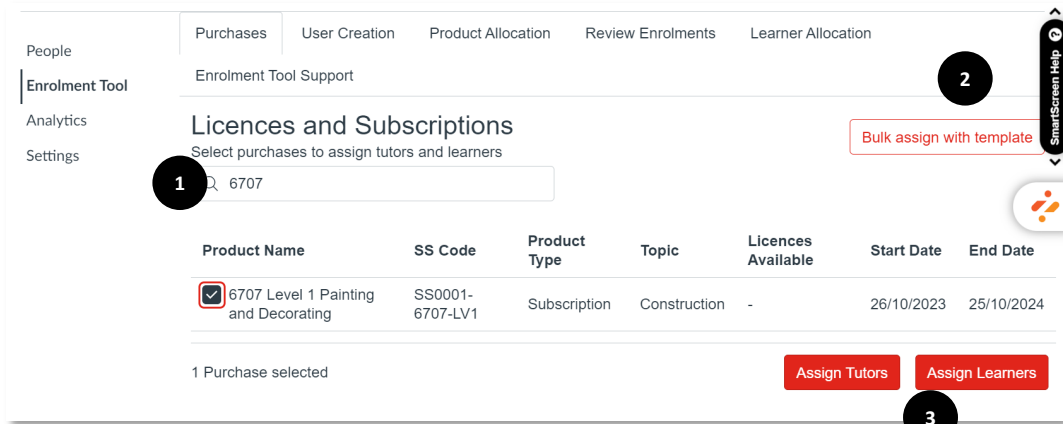 People
Enrolment Tool
Analytics
Settings
Purchases User Creation Product Allocation Review Enrolments Learner Allocation
Enrolment Tool Support
2
SmartScreen Help ?
Licences and Subscriptions
Bulk assign with template
Select purchases to assign tutors and learners
1 6707
Product Name SS Code Product Type Topic Licences Available Start Date End Date
6707 Level 1 Painting and Decorating SS0001-6707-LV1 Subscription Construction - 26/10/2023 25/10/2024
1 Purchase selected Assign Tutors Assign Learners
3